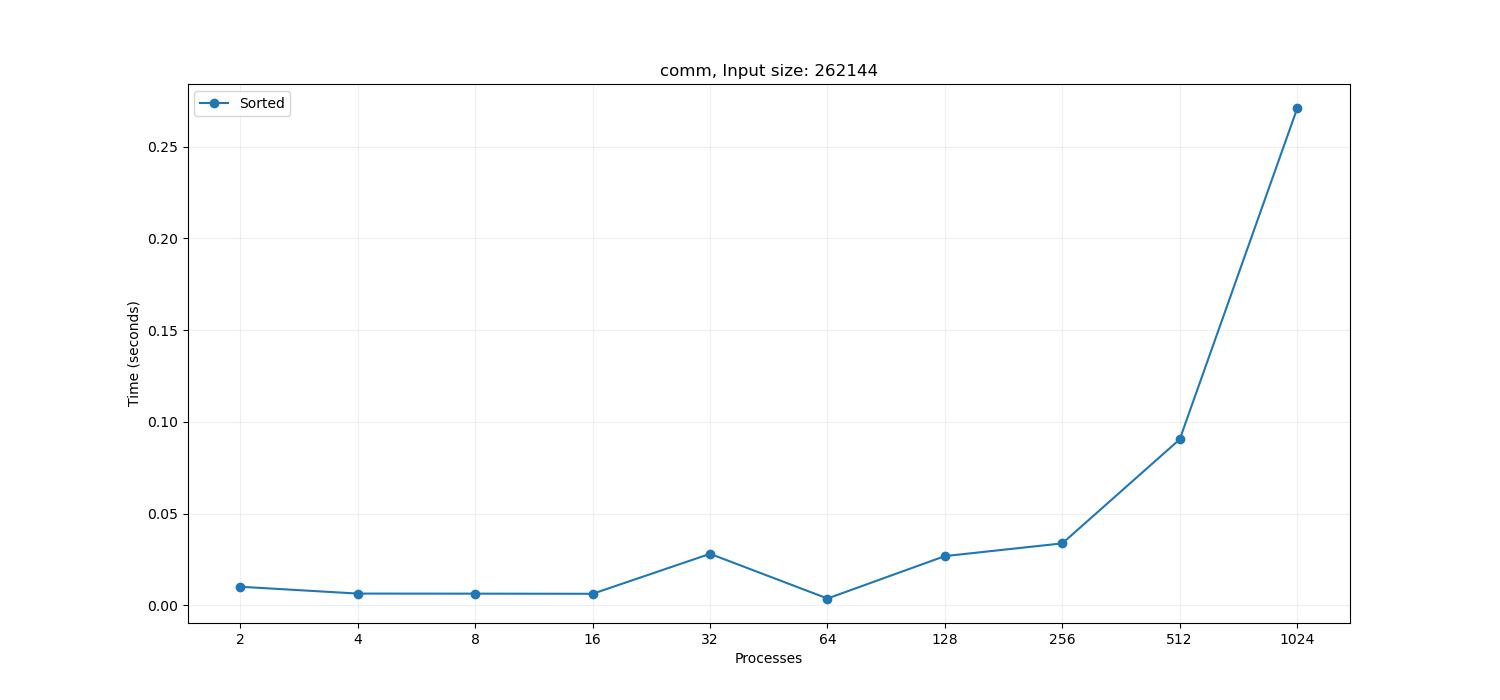 comm, Input size: 262144
Sorted
0.25
0.20
0.15
0.10
0.05
0.00
Time (seconds)
2 4 8 16 32 64 128 256 512 1024
Processes